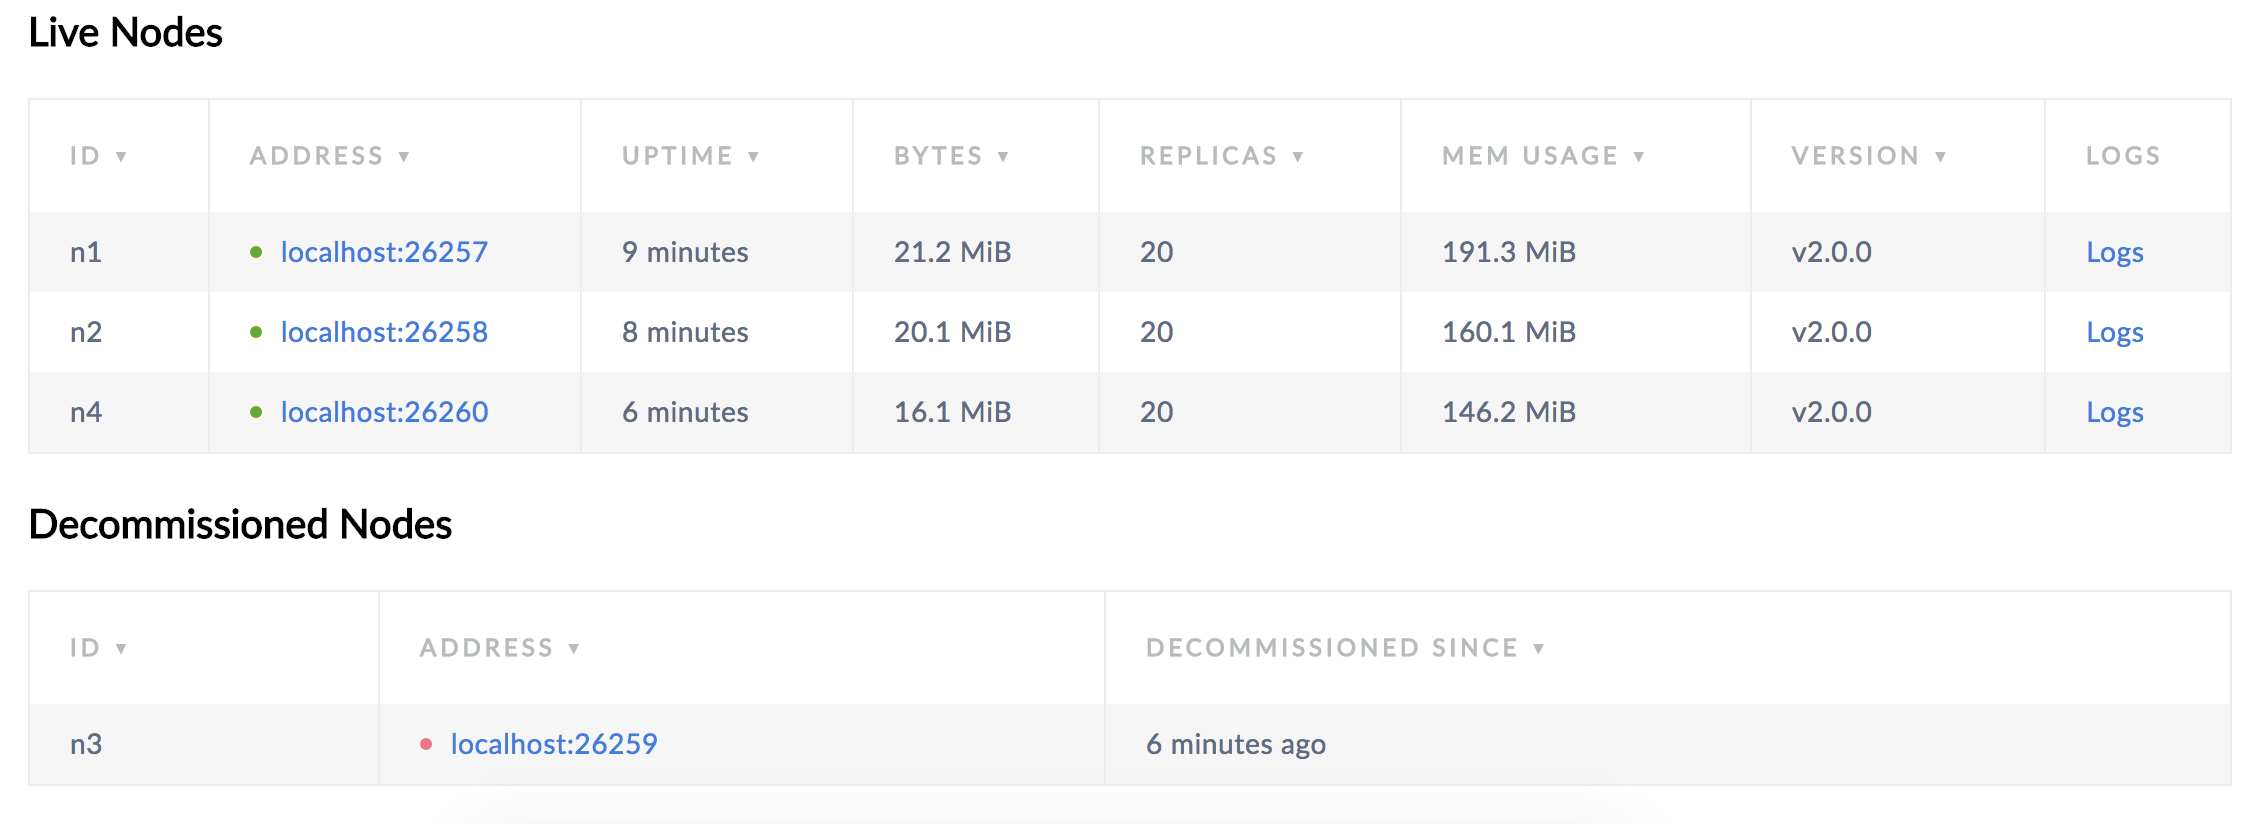 Live Nodes
ID ▼ ADDRESS ▼ UPTIME ▼ BYTES ▼ REPLICAS ▼ MEM USAGE ▼ VERSION ▼ LOGS
n1 localhost:26257 9 minutes 21.2 MiB 20 191.3 MiB v2.0.0 Logs
n2 localhost:26258 8 minutes 20.1 MiB 20 160.1 MiB v2.0.0 Logs
n4 localhost:26260 6 minutes 16.1 MiB 20 146.2 MiB v2.0.0 Logs
Decommissioned Nodes
ID ▼ ADDRESS ▼ DECOMMISSIONED SINCE ▼
n3 localhost:26259 6 minutes ago